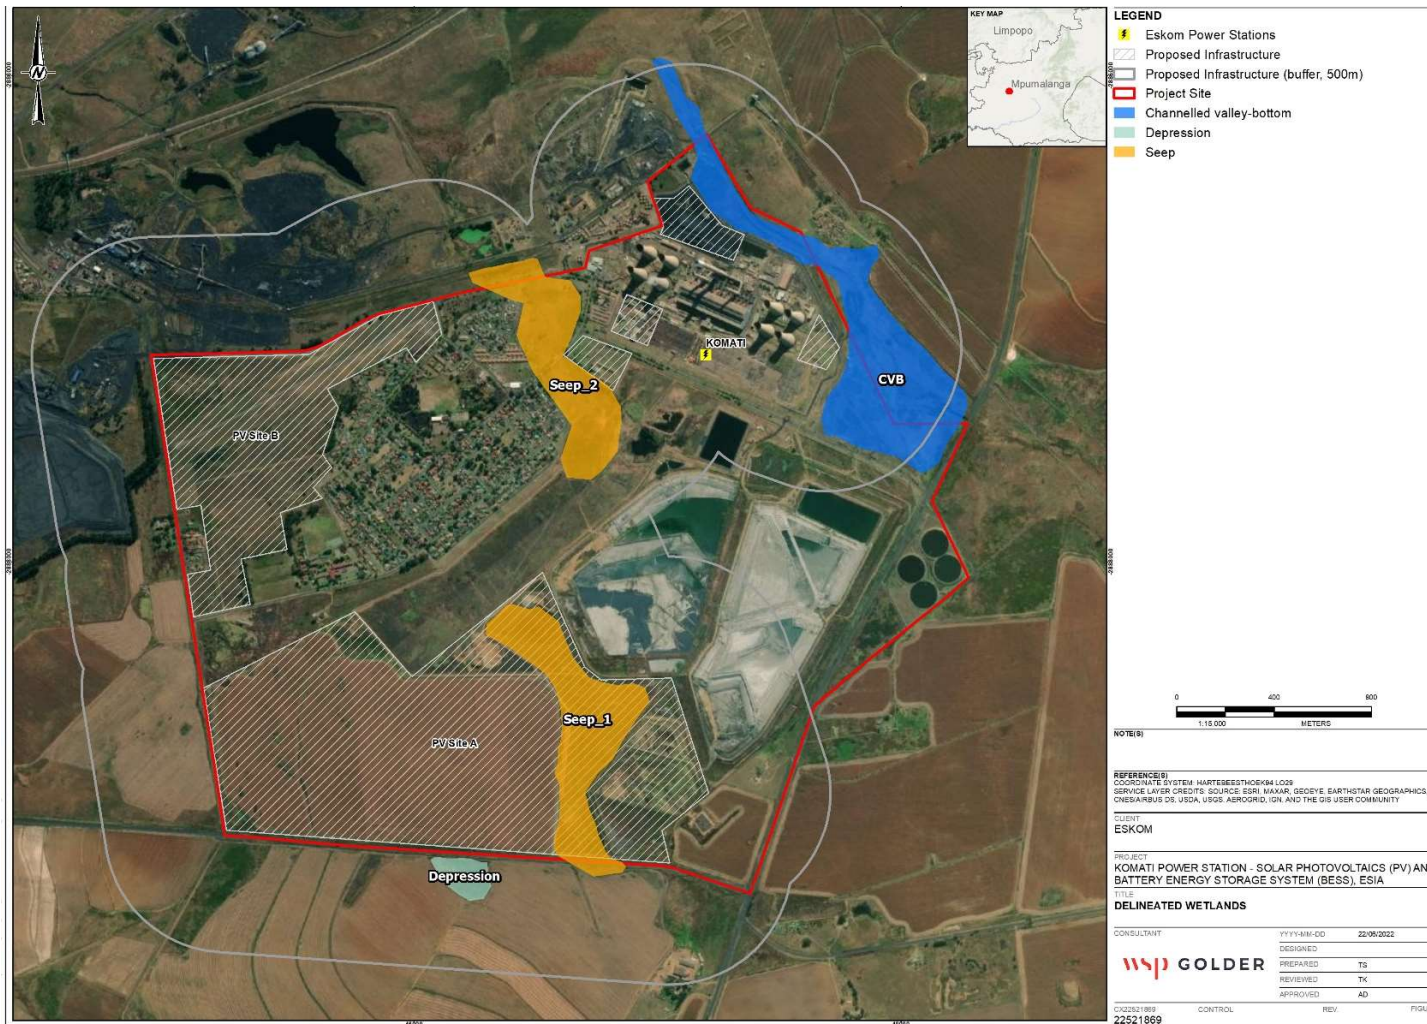 KEY MAP
Limpopo
Mpumalanga
N
KOMATI
Seep_2
CVB
PV Site B
Seep_1
PV Site A
Depression
LEGEND
Eskom Power Stations
Proposed Infrastructure
Proposed Infrastructure (buffer, 500m)
Project Site
Channelled valley-bottom
Depression
Seep
0 400 800
1:15 000 METERS
NOTE(S)
REFERENCE(S)
COORDINATE SYSTEM: HARTEBEESTHOEK94 LO29
SERVICE LAYER CREDITS: SOURCE: ESRI, MAXAR, GEOEYE, EARTHSTAR GEOGRAPHICS,
CNES/AIRBUS DS, USDA, USGS, AEROGRID, IGN, AND THE GIS USER COMMUNITY
CLIENT
ESKOM
PROJECT
KOMATI POWER STATION - SOLAR PHOTOVOLTAICS (PV) AN
BATTERY ENERGY STORAGE SYSTEM (BESS), ESIA
TITLE
DELINEATED WETLANDS
CONSULTANT
YYYY-MM-DD 22/06/2022
DESIGNED
PREPARED TS
REVIEWED TK
APPROVED AD
wsp GOLDER
CX22521869 CONTROL REV. FIGU
22521869